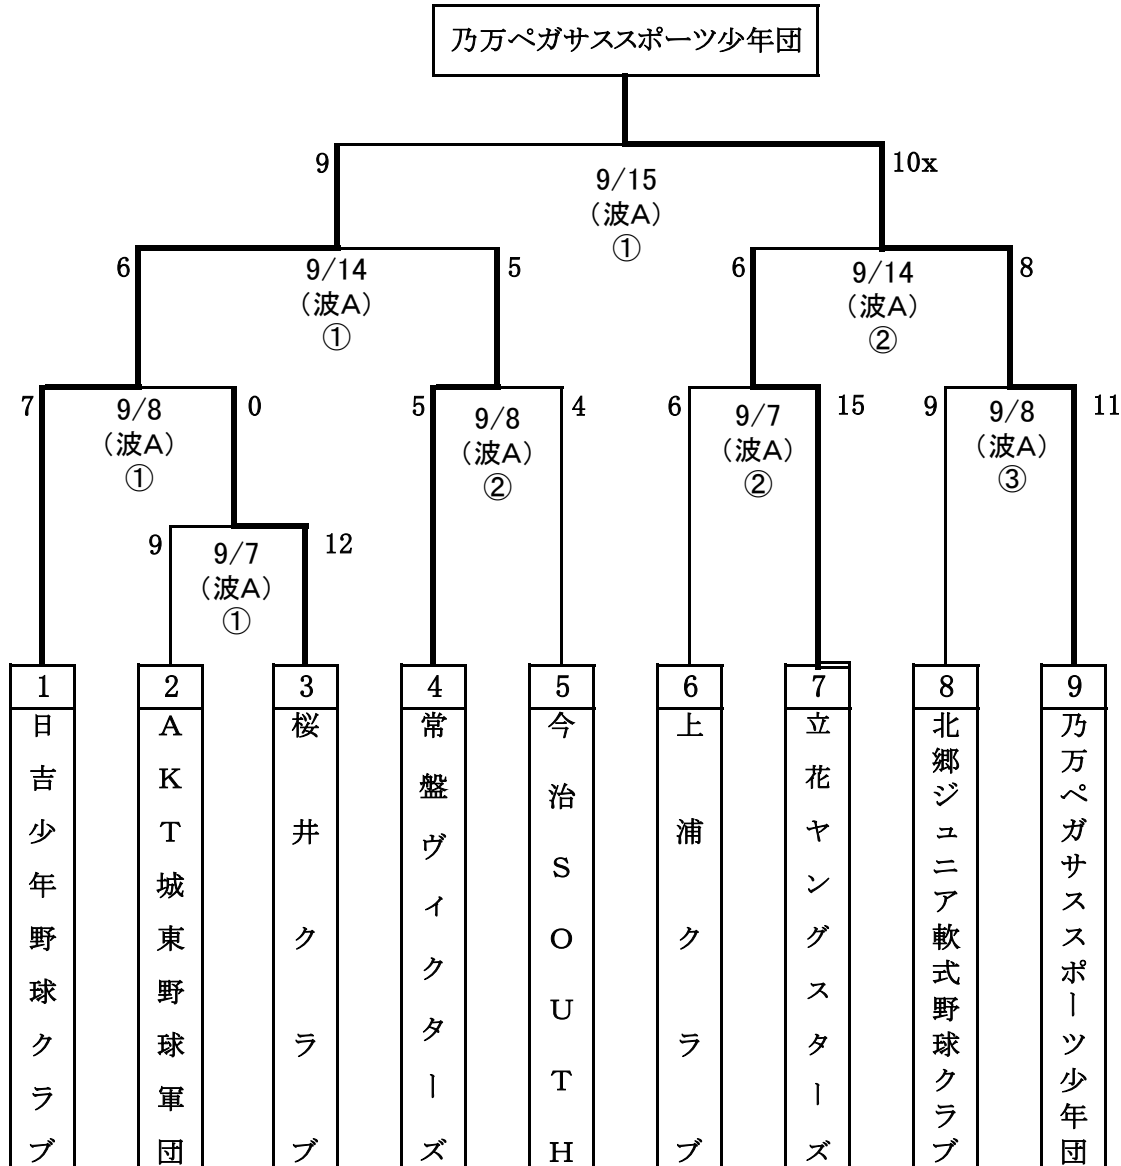 乃万ペガサススポーツ少年団
9
10x
9/15
（波A）
①
6
5
9/14
（波A）
①
6
8
9/14
（波A）
②
7
0
9/8
（波A）
①
5
4
9/8
（波A）
②
6
15
9/7
（波A）
②
9
11
9/8
（波A）
③
9
12
9/7
（波A）
①
1
日吉少年野球クラブ
2
AKT城東野球軍団
3
桜井クラブ
4
常盤ヴィクターズ
5
今治SOUTH
6
上浦クラブ
7
立花ヤングスターズ
8
北郷ジュニア軟式野球クラブ
9
乃万ペガサススポーツ少年団